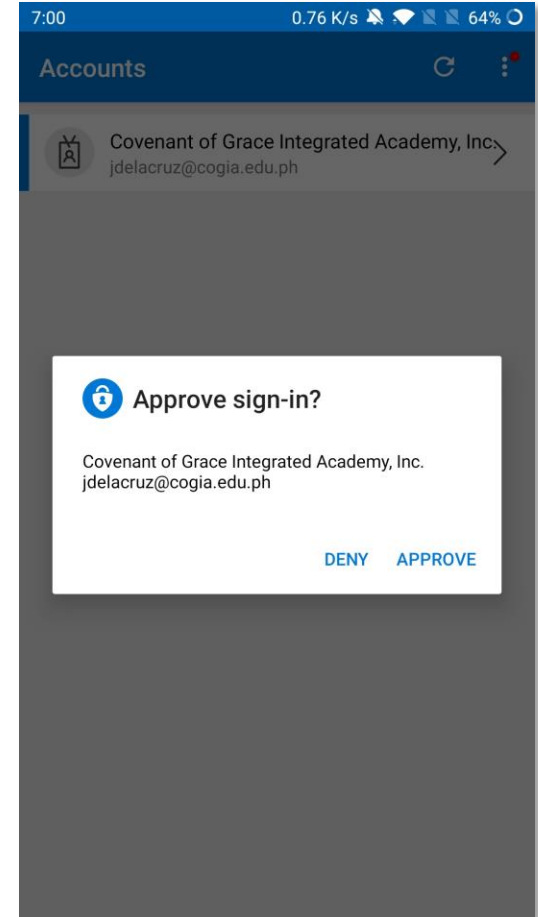 7:00 0.76 K/s 64%
Accounts
Covenant of Grace Integrated Academy, Inc.
jdelacruz@cogia.edu.ph
Approve sign-in?
Covenant of Grace Integrated Academy, Inc.
jdelacruz@cogia.edu.ph
DENY APPROVE